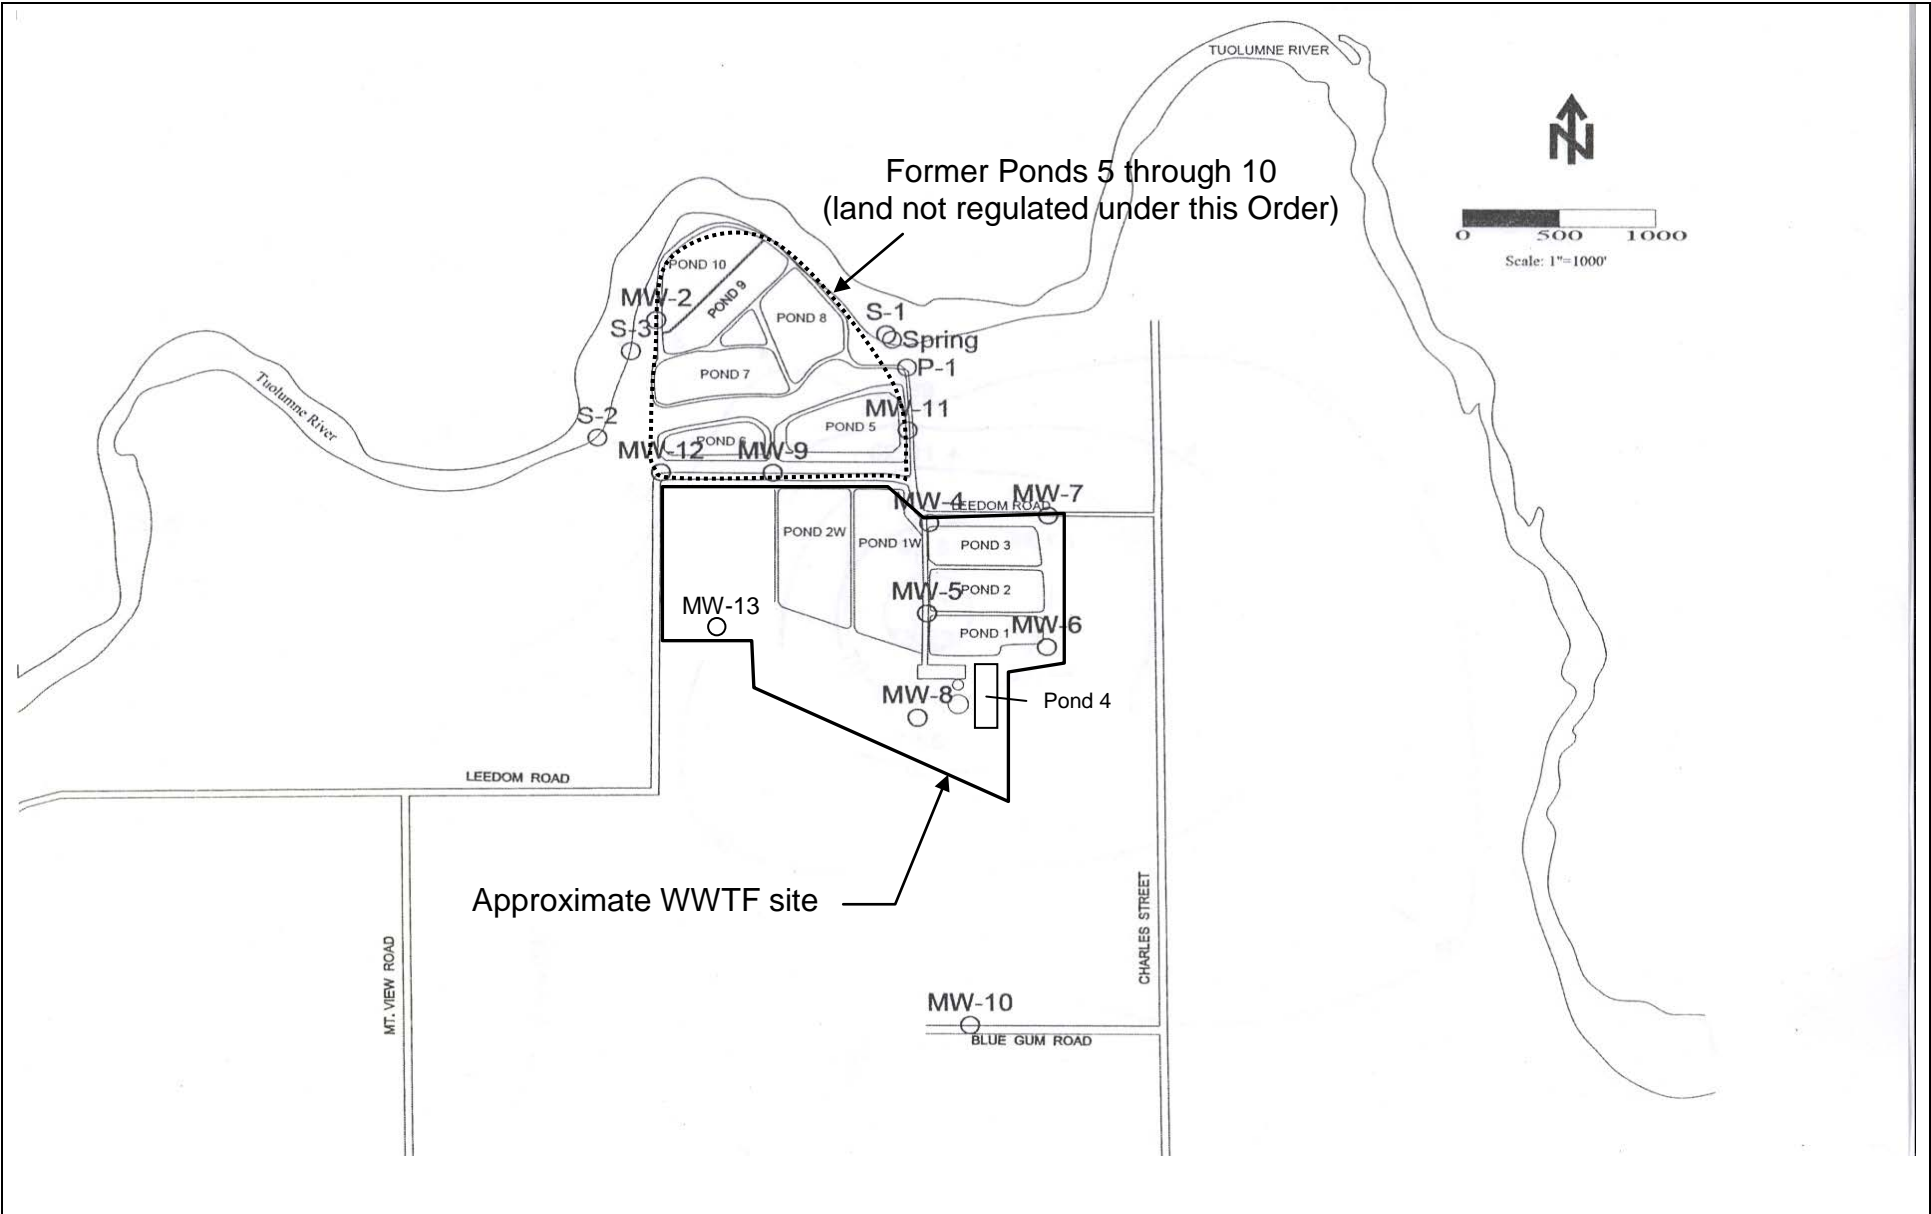 TUOLUMNE RIVER
N
Former Ponds 5 through 10
(land not regulated under this Order)
0 500 1000
Scale: 1"=1000'
POND 10
POND 9
MW-2
S-3
POND 8
S-1
Spring
P-1
POND 7
Tuolumne River
S-2
MW-11
POND 5
POND 6
MW-12
MW-9
MW-4
LEEDOM ROAD
MW-7
POND 2W
POND 1W
POND 3
MW-5
POND 2
MW-13
POND 1
MW-6
MW-8
Pond 4
LEEDOM ROAD
Approximate WWTF site
CHARLES STREET
MT. VIEW ROAD
MW-10
BLUE GUM ROAD